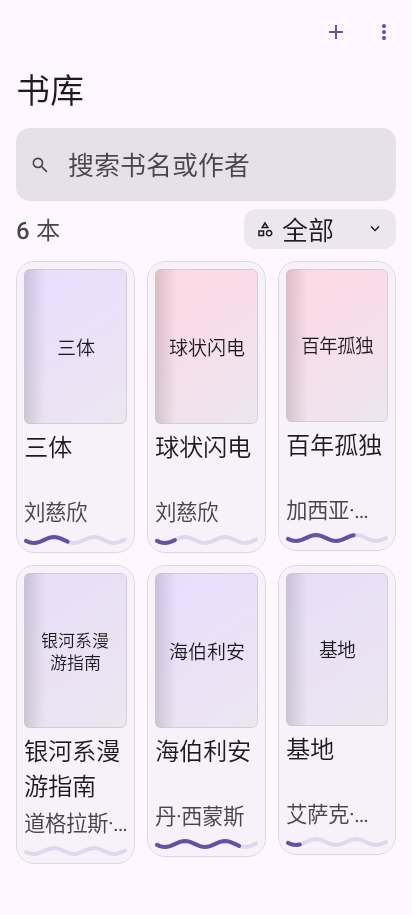 书库
搜索书名或作者
6 本
全部
三体
球状闪电
百年孤独
三体
球状闪电
百年孤独
刘慈欣
刘慈欣
加西亚·...
银河系漫
游指南
海伯利安
基地
银河系漫
游指南
海伯利安
基地
道格拉斯·...
丹·西蒙斯
艾萨克·...